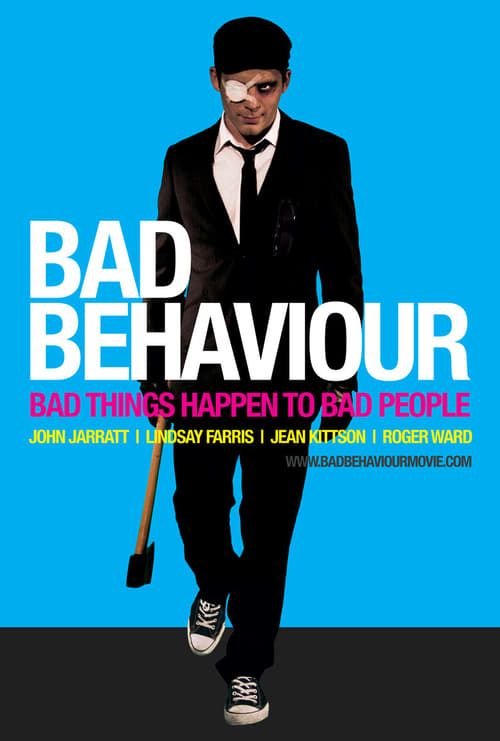 BAD
BEHAVIOUR
BAD THINGS HAPPEN TO BAD PEOPLE
JOHN JARRATT | LINDSAY FARRIS | JEAN KITTSON | ROGER WARD
WWW.BADBEHAVIOURMOVIE.COM